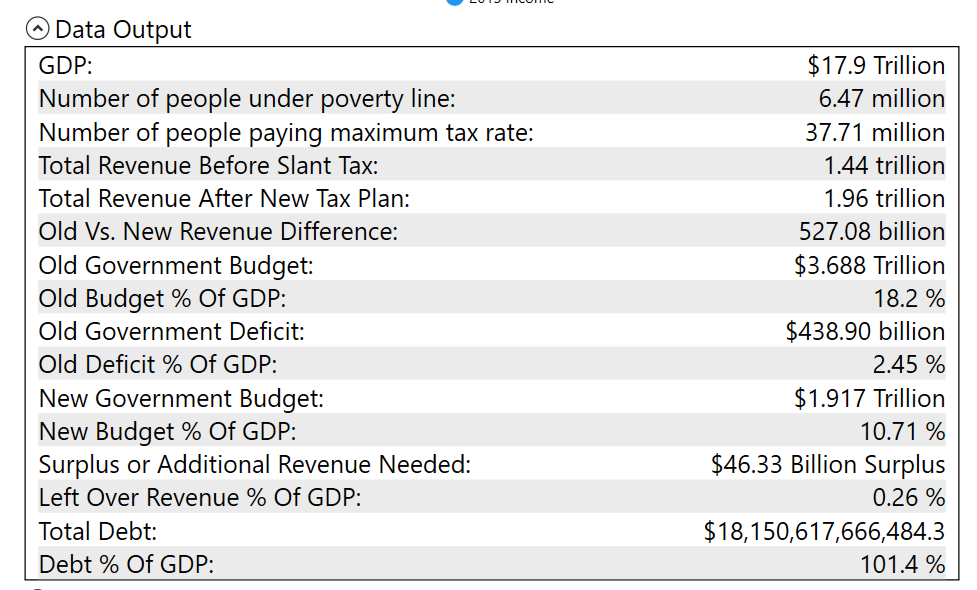 2015 Income
Data Output
GDP: $17.9 Trillion
Number of people under poverty line: 6.47 million
Number of people paying maximum tax rate: 37.71 million
Total Revenue Before Slant Tax: 1.44 trillion
Total Revenue After New Tax Plan: 1.96 trillion
Old Vs. New Revenue Difference: 527.08 billion
Old Government Budget: $3.688 Trillion
Old Budget % Of GDP: 18.2 %
Old Government Deficit: $438.90 billion
Old Deficit % Of GDP: 2.45 %
New Government Budget: $1.917 Trillion
New Budget % Of GDP: 10.71 %
Surplus or Additional Revenue Needed: $46.33 Billion Surplus
Left Over Revenue % Of GDP: 0.26 %
Total Debt: $18,150,617,666,484.3
Debt % Of GDP: 101.4 %